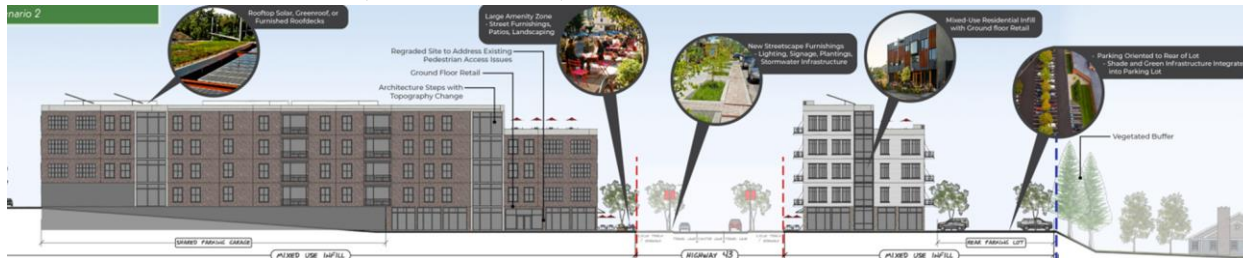 enario 2
Rooftop Solar, Greenroof, or
Furnished Roofdecks
Large Amenity Zone
- Street Furnishings,
Patios, Landscaping
Regraded Site to Address Existing
Pedestrian Access Issues
Ground Floor Retail
Architecture Steps with
Topography Change
New Streetscape Furnishings
- Lighting, Signage, Plantings,
Stormwater Infrastructure
Mixed-Use Residential Infill
with Ground floor Retail
- Parking Oriented to Rear of Lot
- Shade and Green Infrastructure Integrate
into Parking Lot
Vegetated Buffer
SHARED PARKING GARAGE
REAR PARKING LOT
MIXED USE INFILL
HIGHWAY 43
MIXED USE INFILL